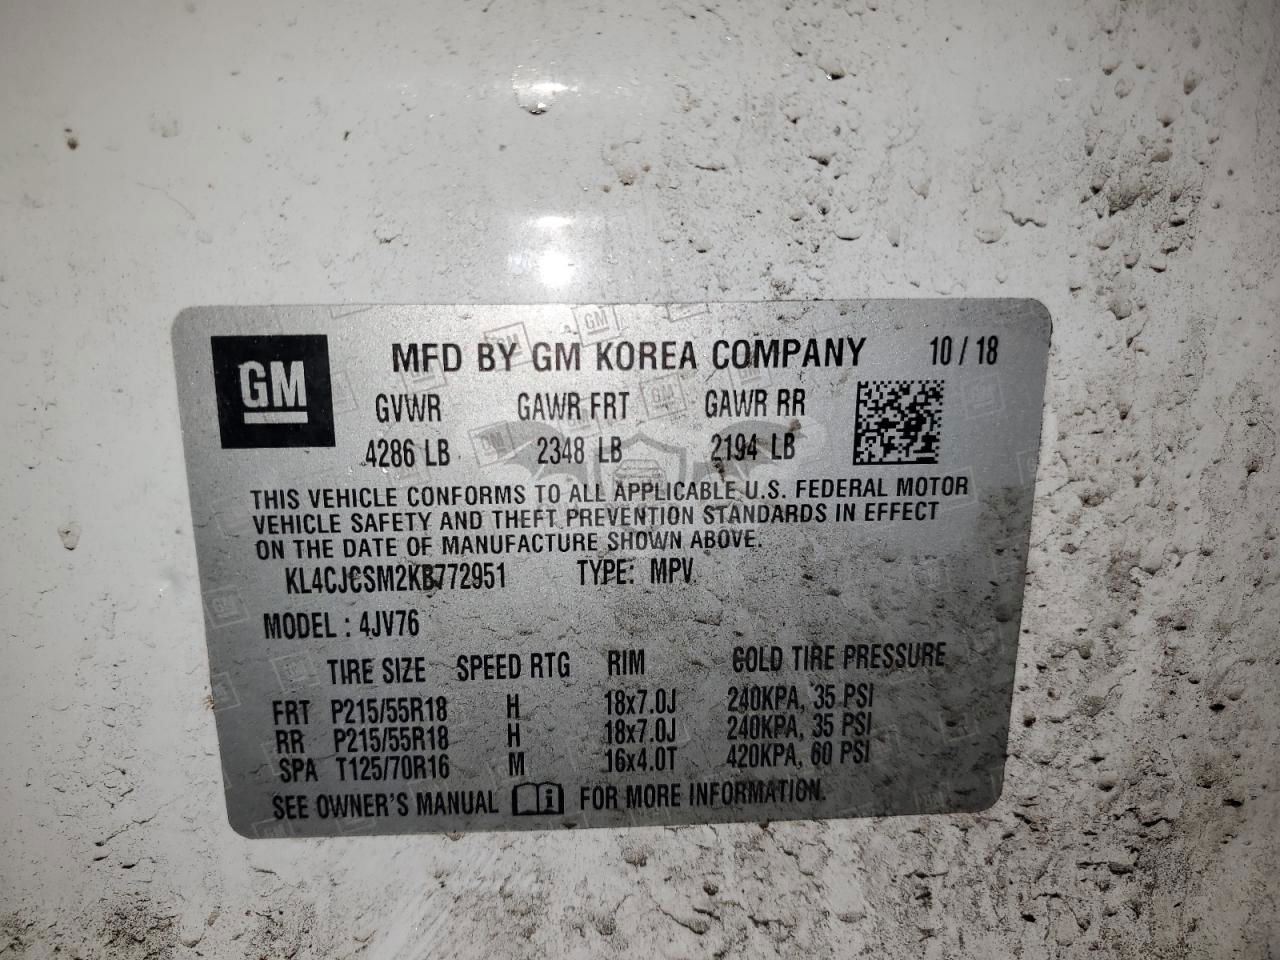 GM
MFD BY GM KOREA COMPANY 10 / 18
GVWR GAWR FRT GAWR RR
4286 LB 2348 LB 2194 LB
THIS VEHICLE CONFORMS TO ALL APPLICABLE U.S. FEDERAL MOTOR
VEHICLE SAFETY AND THEFT PREVENTION STANDARDS IN EFFECT
ON THE DATE OF MANUFACTURE SHOWN ABOVE.
KL4CJCSM2KB772951 TYPE: MPV
MODEL : 4JV76
TIRE SIZE SPEED RTG RIM COLD TIRE PRESSURE
FRT P215/55R18 H 18x7.0J 240KPA, 35 PSI
RR P215/55R18 H 18x7.0J 240KPA, 35 PSI
SPA T125/70R16 M 16x4.0T 420KPA, 60 PSI
SEE OWNER'S MANUAL FOR MORE INFORMATION.